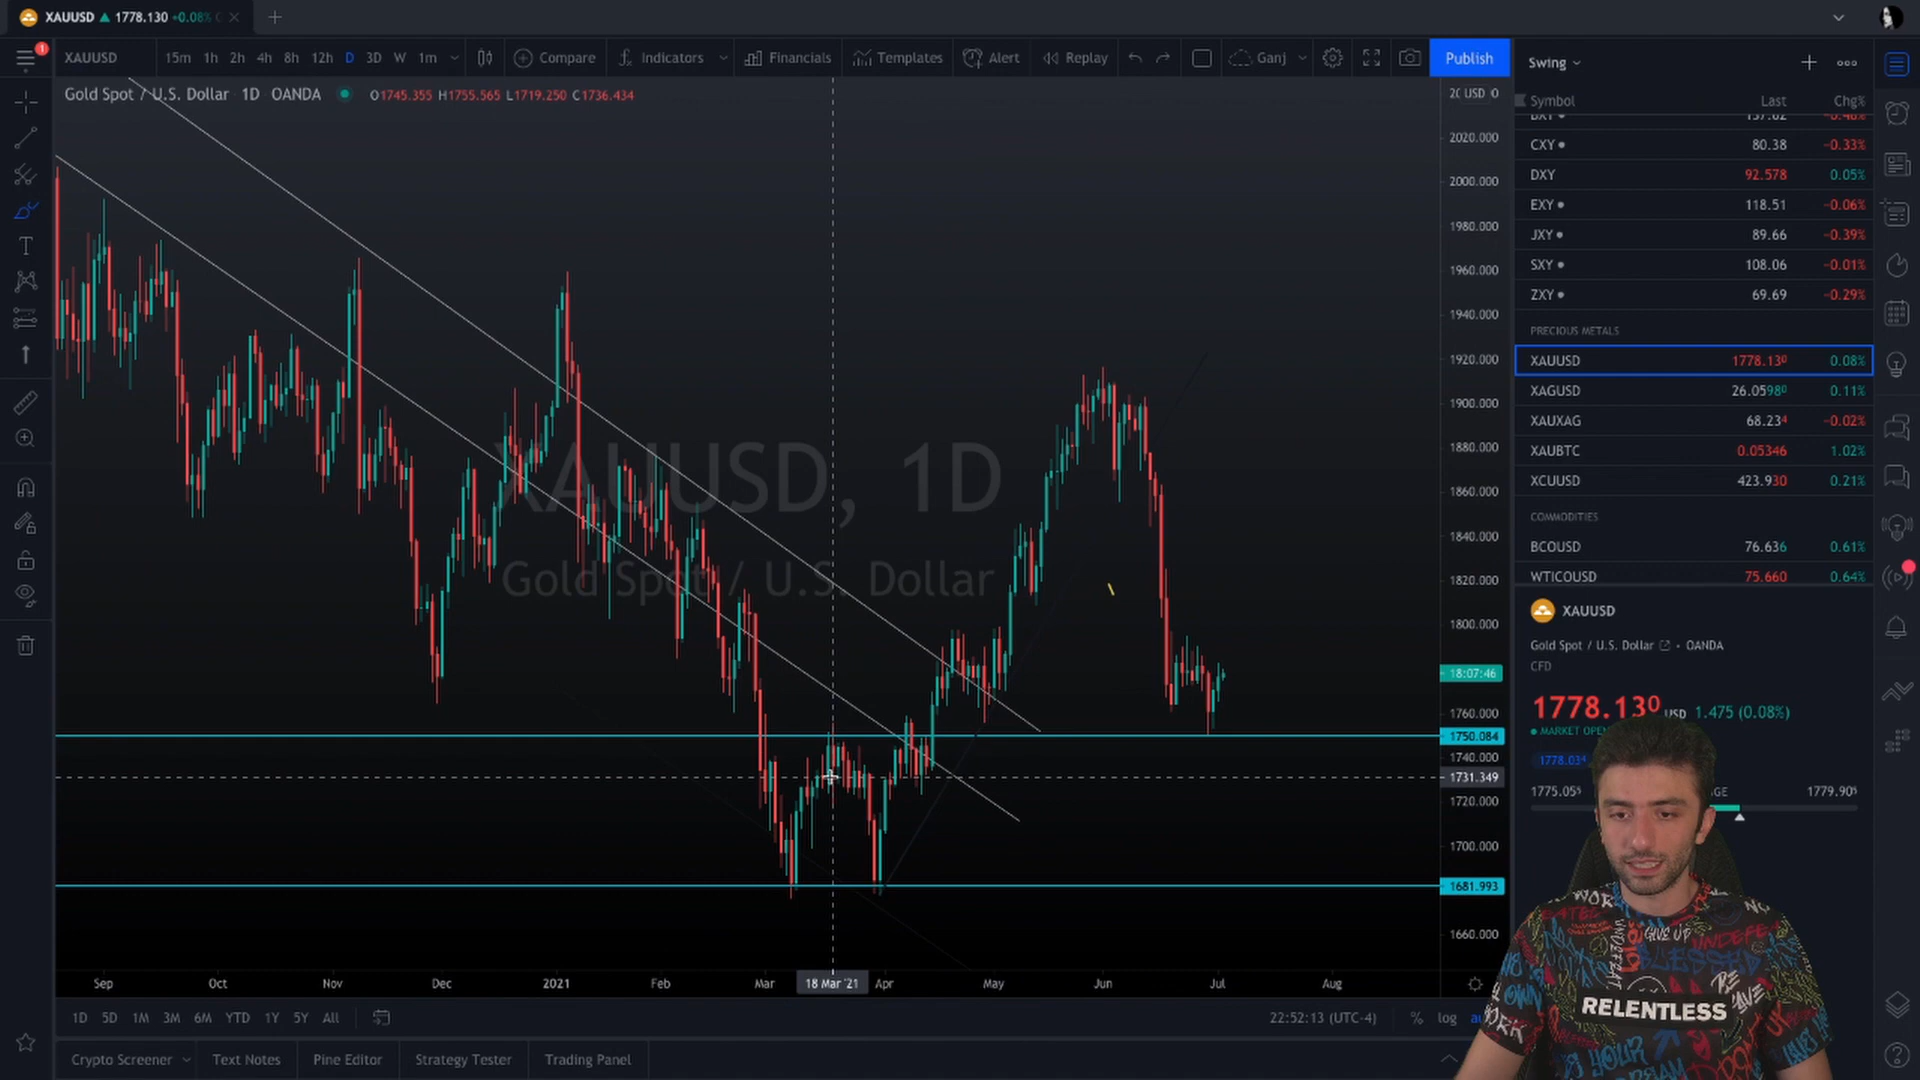 XAUUSD ▲ 1778.130 +0.08%
XAUUSD 15m 1h 2h 4h 8h 12h D 3D W 1m Compare Indicators Financials Templates Alert Replay Ganj Publish
1
Gold Spot / U.S. Dollar 1D OANDA O1745.355 H1755.565 L1719.250 C1736.434
USD
2020.000
2000.000
1980.000
1960.000
1940.000
1920.000
1900.000
1880.000
1860.000
1840.000
1820.000
1800.000
18:07:46
1760.000
1750.084
1740.000
1731.349
1720.000
1700.000
1681.993
1660.000
XAUUSD, 1D
Gold Spot / U.S. Dollar
Sep Oct Nov Dec 2021 Feb Mar 18 Mar '21 Apr May Jun Jul Aug
1D 5D 1M 3M 6M YTD 1Y 5Y All 22:52:13 (UTC-4) % log
Crypto Screener Text Notes Pine Editor Strategy Tester Trading Panel
Swing
Symbol Last Chg%
CXY 80.38 −0.33%
DXY 92.578 0.05%
EXY 118.51 −0.06%
JXY 89.66 −0.39%
SXY 108.06 −0.01%
ZXY 69.69 −0.29%
PRECIOUS METALS
XAUUSD 1778.130 0.08%
XAGUSD 26.05980 0.11%
XAUXAG 68.234 −0.02%
XAUBTC 0.05346 1.02%
XCUUSD 423.930 0.21%
COMMODITIES
BCOUSD 76.636 0.61%
WTICOUSD 75.660 0.64%
XAUUSD
Gold Spot / U.S. Dollar • OANDA
CFD
1778.130 USD 1.475 (0.08%)
MARKET OPEN
1778.034
1775.055 1779.905
GIVE UP
BLESSED
RELENTLESS